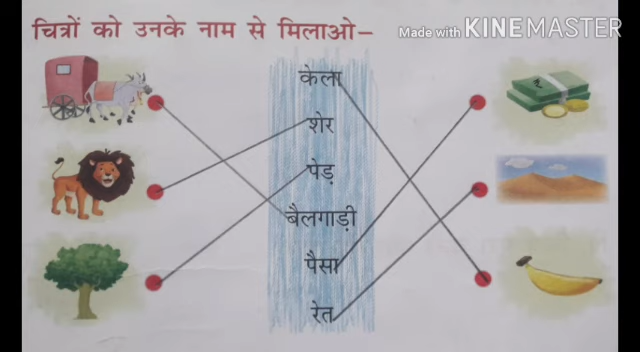 चित्रों को उनके नाम से मिलाओ–
Made with KINEMASTER
केला
शेर
पेड़
बैलगाड़ी
पैसा
रेत